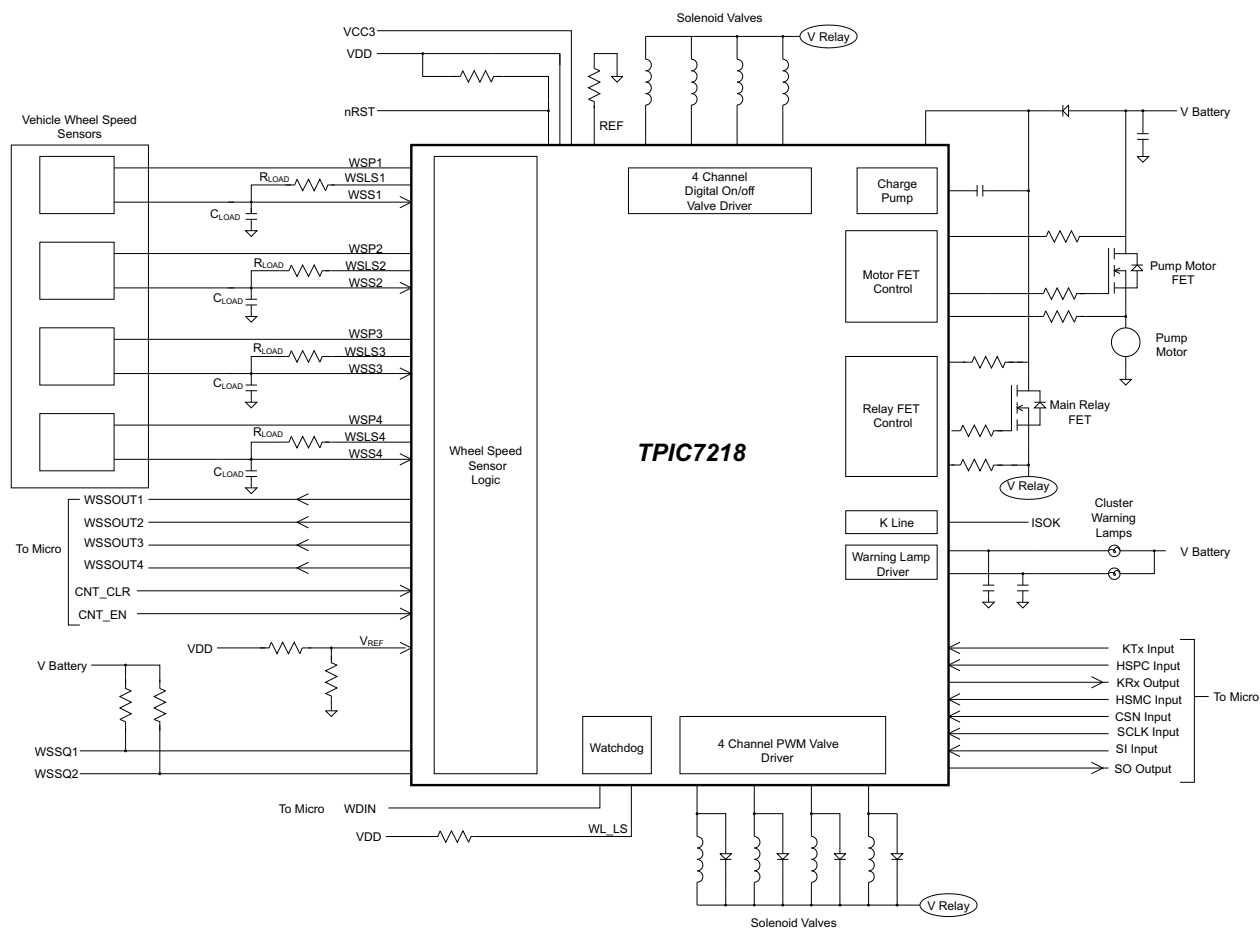 Solenoid Valves
VCC3
V Relay
VDD
nRST
REF
V Battery
Vehicle Wheel Speed
Sensors
WSP1
RLOAD
WSLS1
WSS1
CLOAD
WSP2
RLOAD
WSLS2
WSS2
CLOAD
WSP3
RLOAD
WSLS3
WSS3
CLOAD
WSP4
RLOAD
WSLS4
WSS4
CLOAD
4 Channel
Digital On/off
Valve Driver
Charge
Pump
Motor FET
Control
Pump Motor
FET
Pump
Motor
Relay FET
Control
Main Relay
FET
V Relay
Wheel Speed
Sensor
Logic
TPIC7218
To Micro
WSSOUT1
WSSOUT2
WSSOUT3
WSSOUT4
CNT_CLR
CNT_EN
K Line
ISOK
Cluster
Warning
Lamps
Warning Lamp
Driver
V Battery
VDD
VREF
V Battery
WSSQ1
WSSQ2
KTx Input
HSPC Input
KRx Output
HSMC Input
CSN Input
SCLK Input
SI Input
SO Output
To Micro
Watchdog
4 Channel PWM Valve
Driver
To Micro WDIN
VDD
WL_LS
V Relay
Solenoid Valves